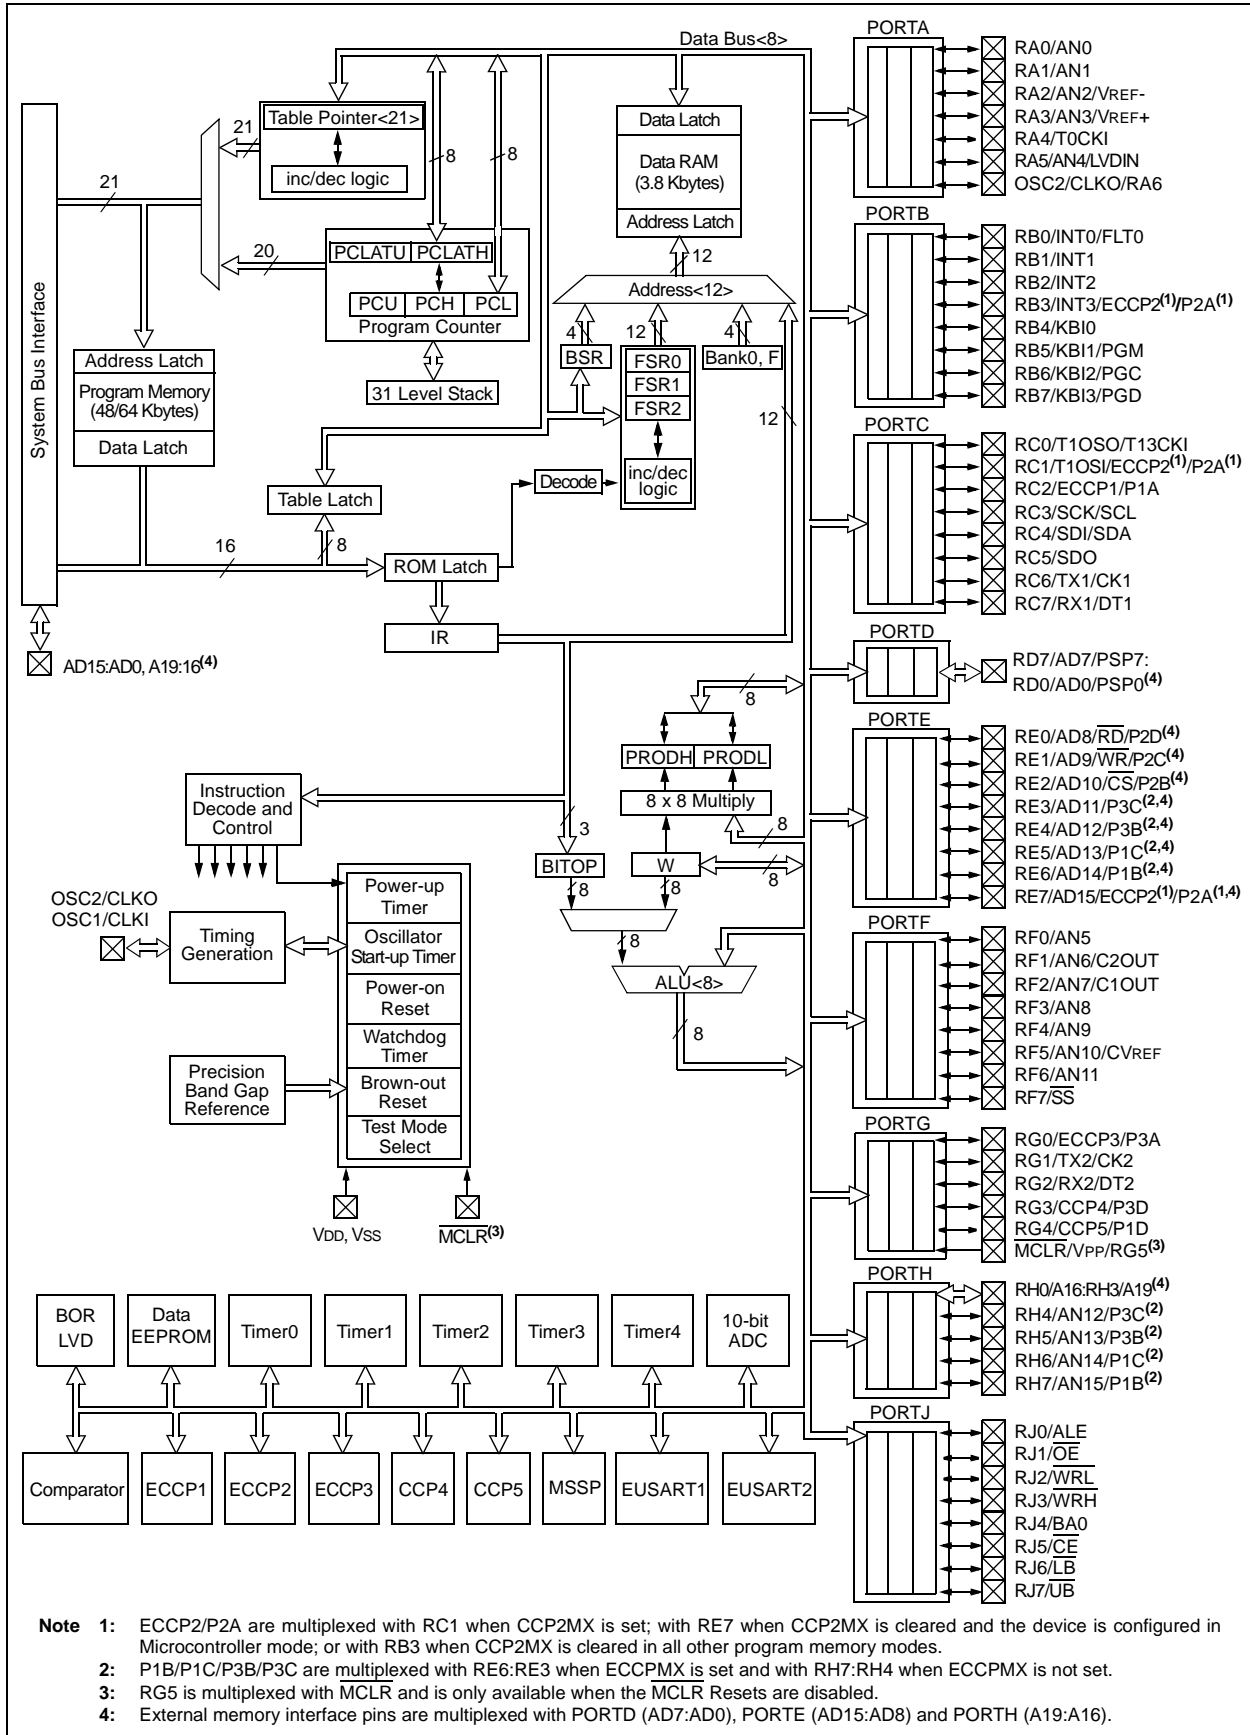 Data Bus<8>
System Bus Interface
21
21
Table Pointer<21>
inc/dec logic
8
8
20
PCLATU PCLATH
PCU PCH PCL
Program Counter
31 Level Stack
Address Latch
Program Memory
(48/64 Kbytes)
Data Latch
16
8
Table Latch
ROM Latch
IR
AD15:AD0, A19:16(4)
Data Latch
Data RAM
(3.8 Kbytes)
Address Latch
12
Address<12>
4
12
4
BSR
FSR0
FSR1
FSR2
inc/dec
logic
Bank0, F
12
Decode
8
PRODH PRODL
8 x 8 Multiply
8
3
BITOP
W
8
8
8
8
ALU<8>
8
Instruction
Decode and
Control
OSC2/CLKO
OSC1/CLKI
Timing
Generation
Precision
Band Gap
Reference
Power-up
Timer
Oscillator
Start-up Timer
Power-on
Reset
Watchdog
Timer
Brown-out
Reset
Test Mode
Select
VDD, VSS
MCLR(3)
BOR
LVD
Data
EEPROM
Timer0
Timer1
Timer2
Timer3
Timer4
10-bit
ADC
Comparator
ECCP1
ECCP2
ECCP3
CCP4
CCP5
MSSP
EUSART1
EUSART2
PORTA
RA0/AN0
RA1/AN1
RA2/AN2/VREF-
RA3/AN3/VREF+
RA4/T0CKI
RA5/AN4/LVDIN
OSC2/CLKO/RA6
PORTB
RB0/INT0/FLT0
RB1/INT1
RB2/INT2
RB3/INT3/ECCP2(1)/P2A(1)
RB4/KBI0
RB5/KBI1/PGM
RB6/KBI2/PGC
RB7/KBI3/PGD
PORTC
RC0/T1OSO/T13CKI
RC1/T1OSI/ECCP2(1)/P2A(1)
RC2/ECCP1/P1A
RC3/SCK/SCL
RC4/SDI/SDA
RC5/SDO
RC6/TX1/CK1
RC7/RX1/DT1
PORTD
RD7/AD7/PSP7:
RD0/AD0/PSP0(4)
PORTE
RE0/AD8/RD/P2D(4)
RE1/AD9/WR/P2C(4)
RE2/AD10/CS/P2B(4)
RE3/AD11/P3C(2,4)
RE4/AD12/P3B(2,4)
RE5/AD13/P1C(2,4)
RE6/AD14/P1B(2,4)
RE7/AD15/ECCP2(1)/P2A(1,4)
PORTF
RF0/AN5
RF1/AN6/C2OUT
RF2/AN7/C1OUT
RF3/AN8
RF4/AN9
RF5/AN10/CVREF
RF6/AN11
RF7/SS
PORTG
RG0/ECCP3/P3A
RG1/TX2/CK2
RG2/RX2/DT2
RG3/CCP4/P3D
RG4/CCP5/P1D
MCLR/VPP/RG5(3)
PORTH
RH0/A16:RH3/A19(4)
RH4/AN12/P3C(2)
RH5/AN13/P3B(2)
RH6/AN14/P1C(2)
RH7/AN15/P1B(2)
PORTJ
RJ0/ALE
RJ1/OE
RJ2/WRL
RJ3/WRH
RJ4/BA0
RJ5/CE
RJ6/LB
RJ7/UB
Note 1: ECCP2/P2A are multiplexed with RC1 when CCP2MX is set; with RE7 when CCP2MX is cleared and the device is configured in
Microcontroller mode; or with RB3 when CCP2MX is cleared in all other program memory modes.
2: P1B/P1C/P3B/P3C are multiplexed with RE6:RE3 when ECCPMX is set and with RH7:RH4 when ECCPMX is not set.
3: RG5 is multiplexed with MCLR and is only available when the MCLR Resets are disabled.
4: External memory interface pins are multiplexed with PORTD (AD7:AD0), PORTE (AD15:AD8) and PORTH (A19:A16).